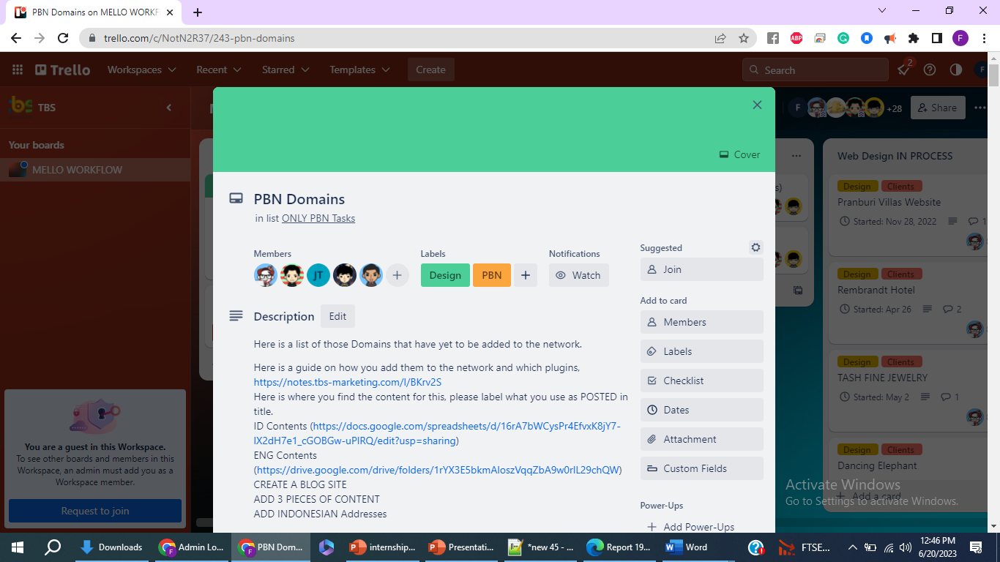 PBN Domains on MELLO WORKF
trello.com/c/NotN2R37/243-pbn-domains
ABP
F
Trello
Workspaces
Recent
Starred
Templates
Create
Search
2
F
TBS
F
+28
Share
Your boards
MELLO WORKFLOW
Cover
PBN Domains
in list ONLY PBN Tasks
Members
JT
Labels
Design
PBN
Notifications
Watch
Description
Edit
Here is a list of those Domains that have yet to be added to the network.
Here is a guide on how you add them to the network and which plugins,
https://notes.tbs-marketing.com/l/BKrv2S
Here is where you find the content for this, please label what you use as POSTED in
title.
ID Contents (https://docs.google.com/spreadsheets/d/16rA7bWCysPr4EfvxK8jY7-
IX2dH7e1_cGOBGw-uPIRQ/edit?usp=sharing)
ENG Contents
(https://drive.google.com/drive/folders/1rYX3E5bkmAloszVqqZbA9w0rIL29chQW)
CREATE A BLOG SITE
ADD 3 PIECES OF CONTENT
ADD INDONESIAN Addresses
Suggested
Join
Add to card
Members
Labels
Checklist
Dates
Attachment
Custom Fields
Power-Ups
Add Power-Ups
Web Design IN PROCESS
Design Clients
Pranburi Villas Website
Started: Nov 28, 2022 1
Design Clients
Rembrandt Hotel
Started: Apr 26 2
Design Clients
TASH FINE JEWELRY
Started: May 2 1
Design Clients
Dancing Elephant
Add a card
Activate Windows
Go to Settings to activate Windows.
You are a guest in this Workspace.
To see other boards and members in this
Workspace, an admin must add you as a
Workspace member.
Request to join
Downloads
Admin Lo...
PBN Dom...
internship...
Presentati...
*new 45 - ...
Report 19...
Word
FTSE...
12:46 PM
6/20/2023